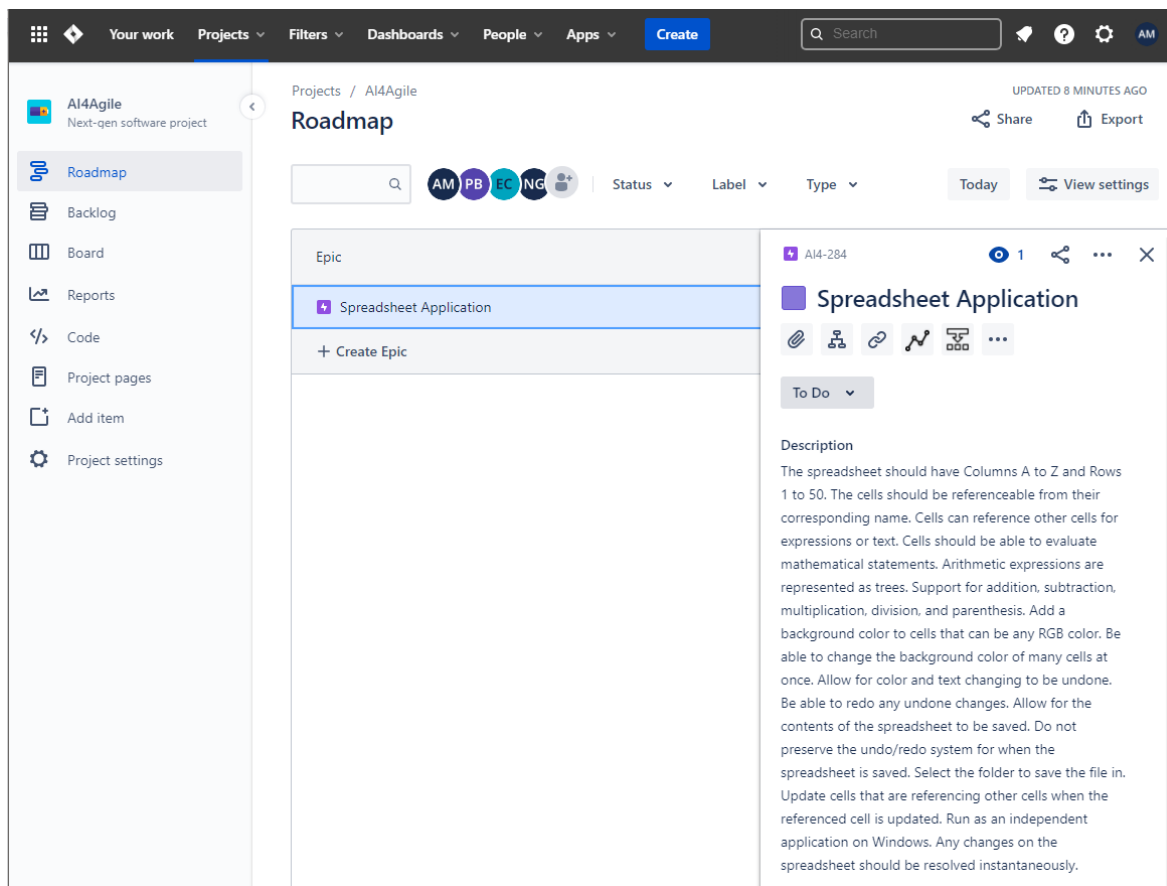 Your work Projects Filters Dashboards People Apps Create Search AM
AI4Agile
Next-gen software project
Roadmap
Backlog
Board
Reports
Code
Project pages
Add item
Project settings
Projects / AI4Agile
UPDATED 8 MINUTES AGO
Roadmap
Share Export
AM PB EC NG Status Label Type Today View settings
Epic
Spreadsheet Application
+ Create Epic
AI4-284 1
Spreadsheet Application
To Do
Description
The spreadsheet should have Columns A to Z and Rows
1 to 50. The cells should be referenceable from their
corresponding name. Cells can reference other cells for
expressions or text. Cells should be able to evaluate
mathematical statements. Arithmetic expressions are
represented as trees. Support for addition, subtraction,
multiplication, division, and parenthesis. Add a
background color to cells that can be any RGB color. Be
able to change the background color of many cells at
once. Allow for color and text changing to be undone.
Be able to redo any undone changes. Allow for the
contents of the spreadsheet to be saved. Do not
preserve the undo/redo system for when the
spreadsheet is saved. Select the folder to save the file in.
Update cells that are referencing other cells when the
referenced cell is updated. Run as an independent
application on Windows. Any changes on the
spreadsheet should be resolved instantaneously.